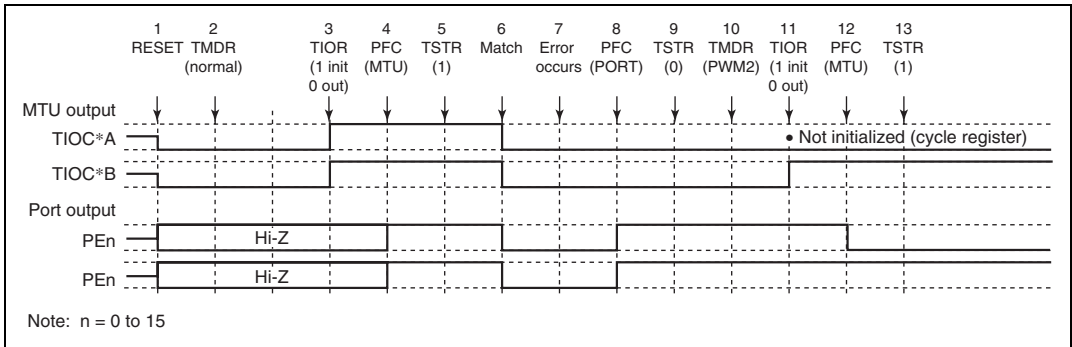 1 2 3 4 5 6 7 8 9 10 11 12 13
RESET TMDR TIOR PFC TSTR Match Error PFC TSTR TMDR TIOR PFC TSTR
(normal) (1 init (MTU) (1) occurs (PORT) (0) (PWM2) (1 init (MTU) (1)
0 out) 0 out)
MTU output
TIOC*A • Not initialized (cycle register)
TIOC*B
Port output
PEn Hi-Z
PEn Hi-Z
Note: n = 0 to 15